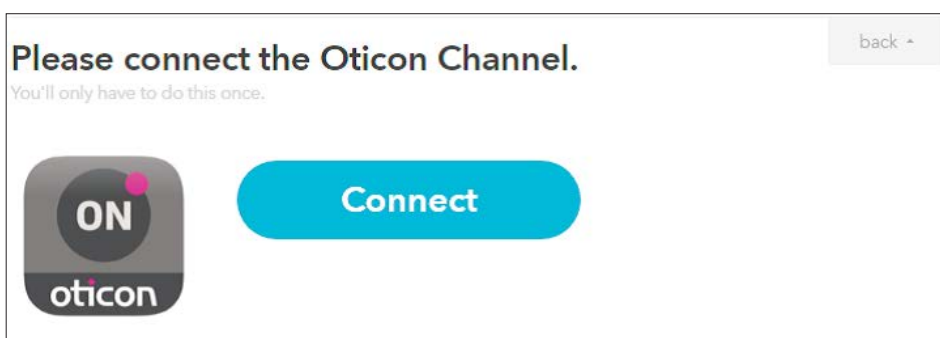 Please connect the Oticon Channel.
back
You'll only have to do this once.
ON
Connect
oticon